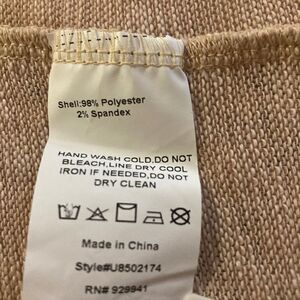 Shell:98% Polyester
2% Spandex
HAND WASH COLD,DO NOT
BLEACH,LINE DRY COOL
IRON IF NEEDED,DO NOT
DRY CLEAN
Made in China
Style#U8502174
RN# 929941